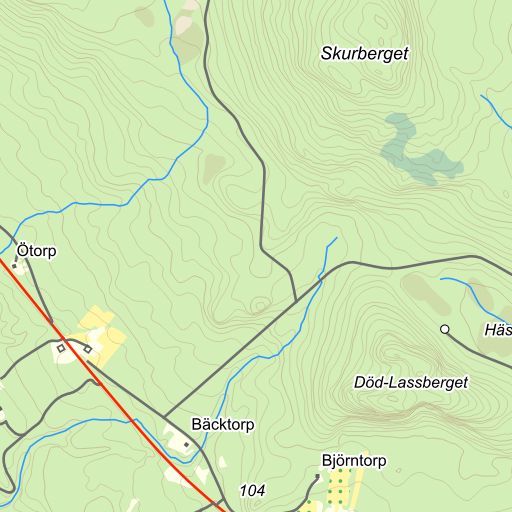 Skurberget
Ötorp
Häs
Död-Lassberget
Bäcktorp
Björntorp
104